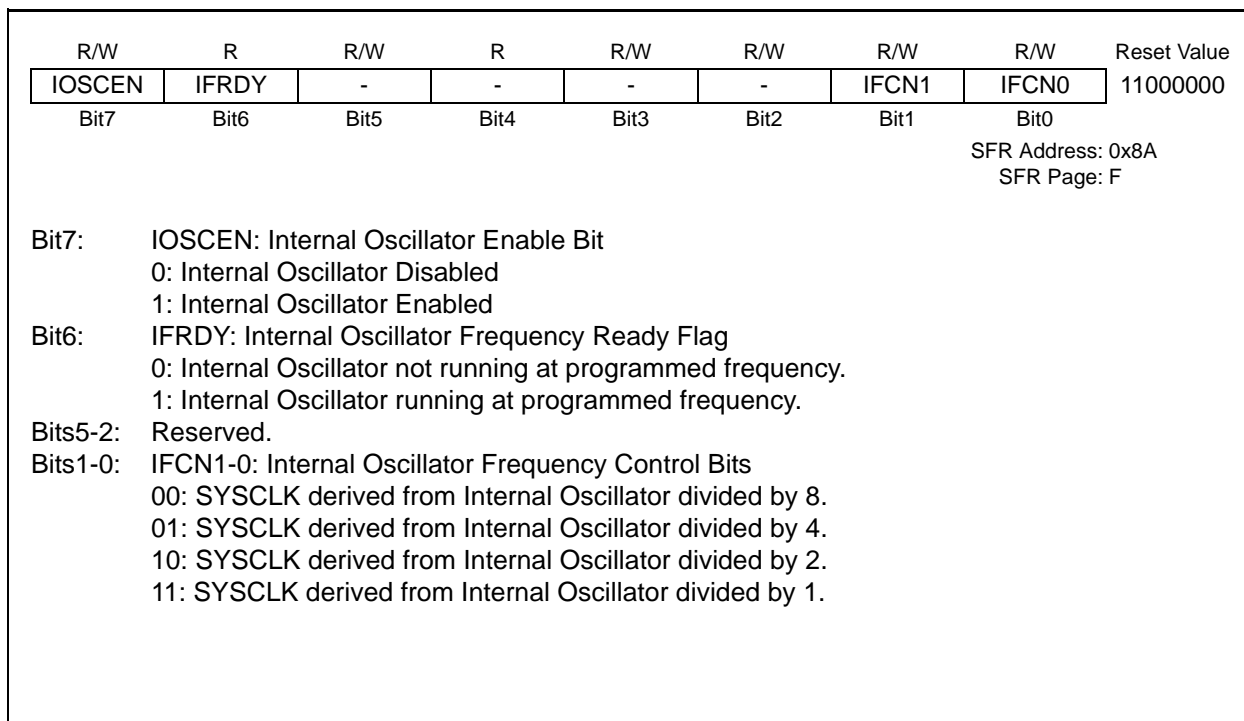 R/W R R/W R R/W R/W R/W R/W Reset Value
IOSCEN IFRDY - - - - IFCN1 IFCN0 11000000
Bit7 Bit6 Bit5 Bit4 Bit3 Bit2 Bit1 Bit0
SFR Address: 0x8A
SFR Page: F
Bit7: IOSCEN: Internal Oscillator Enable Bit
0: Internal Oscillator Disabled
1: Internal Oscillator Enabled
Bit6: IFRDY: Internal Oscillator Frequency Ready Flag
0: Internal Oscillator not running at programmed frequency.
1: Internal Oscillator running at programmed frequency.
Bits5-2: Reserved.
Bits1-0: IFCN1-0: Internal Oscillator Frequency Control Bits
00: SYSCLK derived from Internal Oscillator divided by 8.
01: SYSCLK derived from Internal Oscillator divided by 4.
10: SYSCLK derived from Internal Oscillator divided by 2.
11: SYSCLK derived from Internal Oscillator divided by 1.